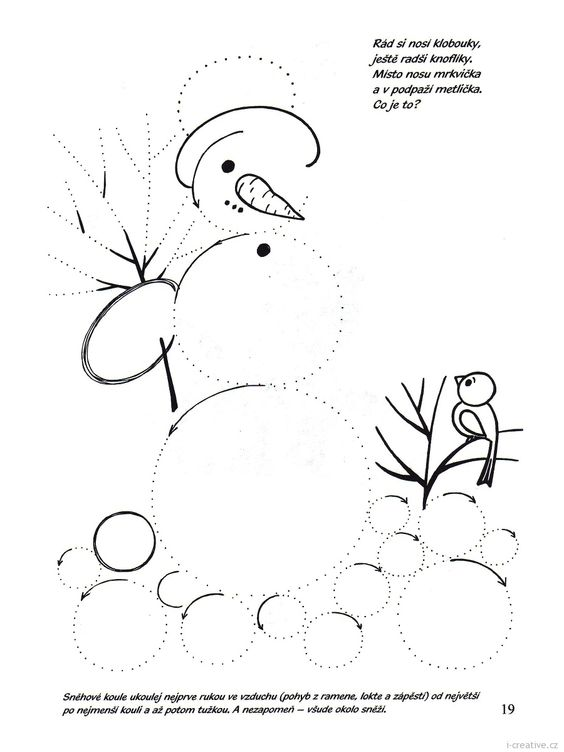 Rád si nosí klobouky,
ještě radši knoflíky.
Místo nosu mrkvička
a v podpaží metlička.
Co je to?
Sněhové koule ukoulej nejprve rukou ve vzduchu (pohyb z ramene, lokte a zápěstí) od největší
po nejmenší kouli a až potom tužkou. A nezapomeň – všude okolo sněží.
19
i-creative.cz